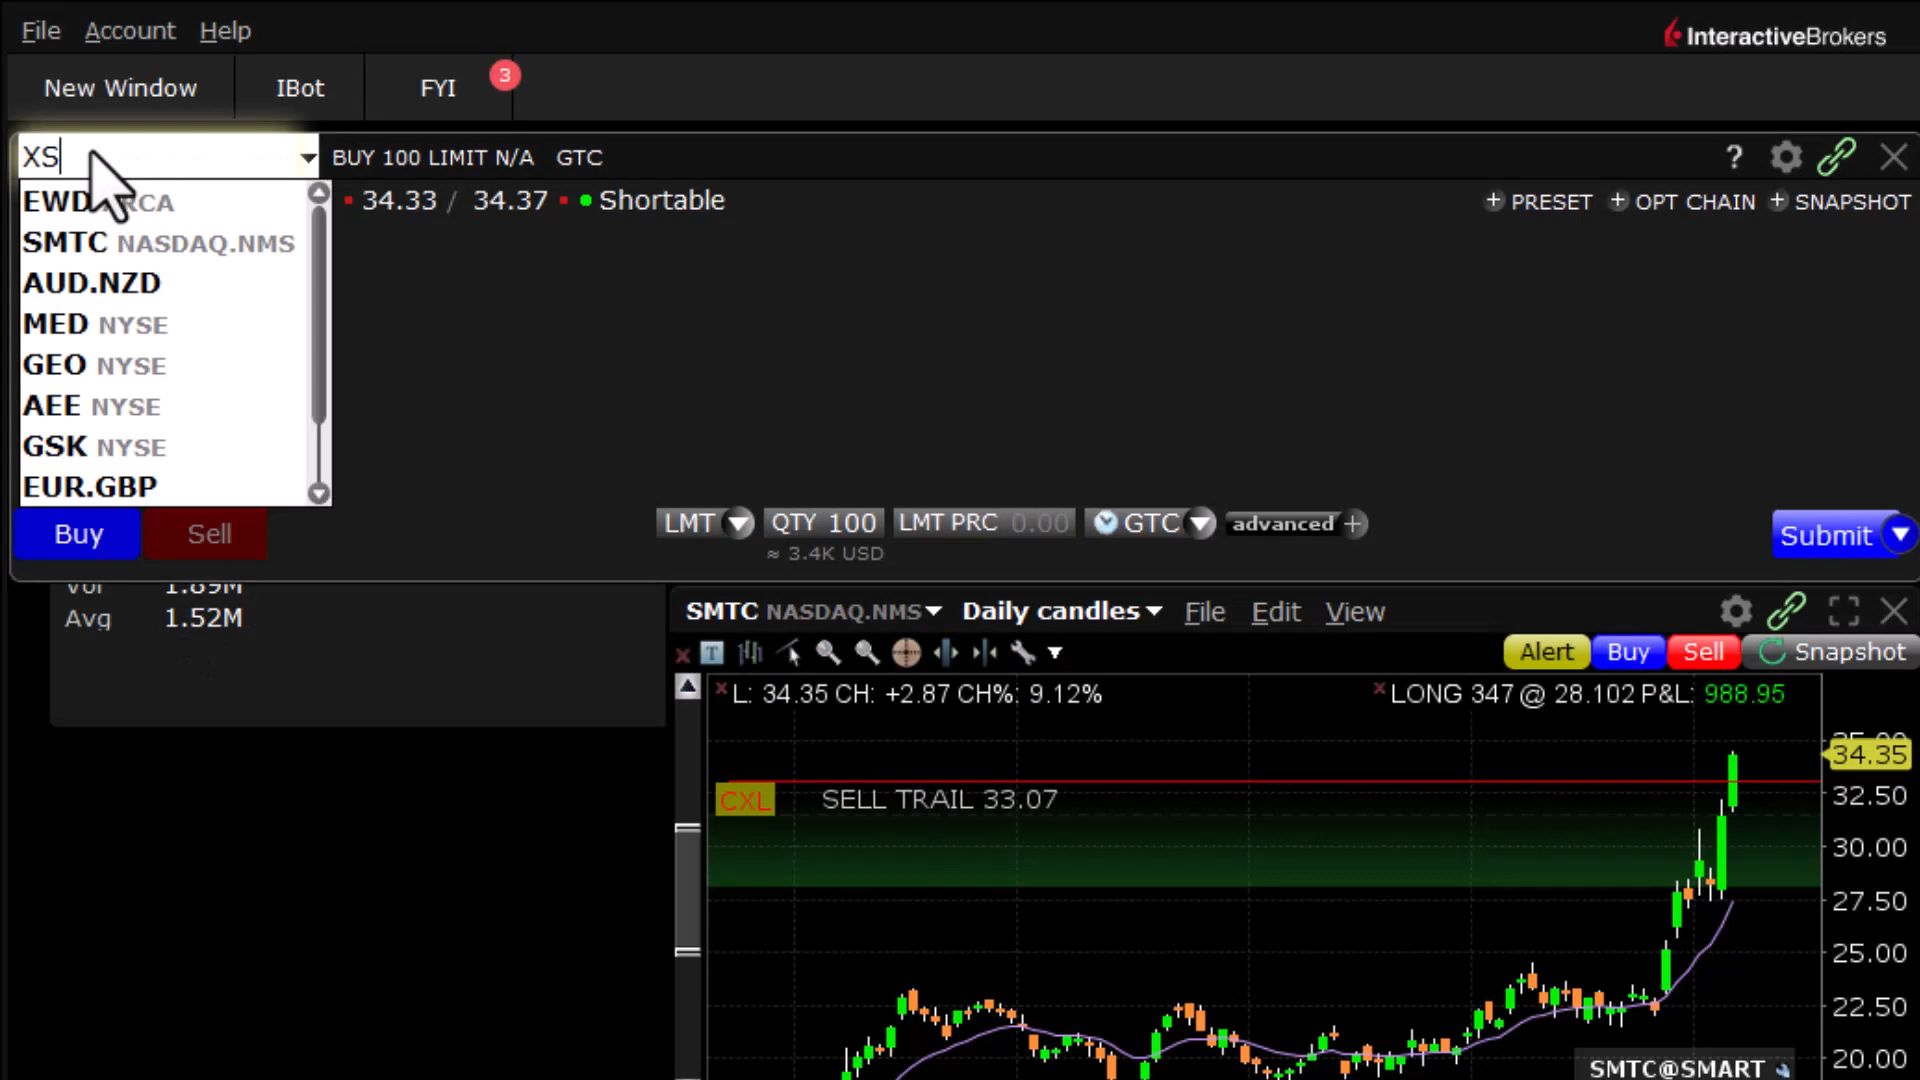 File Account Help
InteractiveBrokers
New Window IBot FYI 3
XS BUY 100 LIMIT N/A GTC ?
EWD
34.33 / 34.37 Shortable + PRESET + OPT CHAIN + SNAPSHOT
SMTC NASDAQ.NMS
AUD.NZD
MED NYSE
GEO NYSE
AEE NYSE
GSK NYSE
EUR.GBP
Buy Sell LMT QTY 100 LMT PRC 0.00 GTC advanced + Submit
≈ 3.4K USD
Vol 1.89M
Avg 1.52M
SMTC NASDAQ.NMS Daily candles File Edit View
T Alert Buy Sell Snapshot
L: 34.35 CH: +2.87 CH%: 9.12% LONG 347 @ 28.102 P&L: 988.95
35.00
34.35
CXL SELL TRAIL 33.07
32.50
30.00
27.50
25.00
22.50
20.00
SMTC@SMART